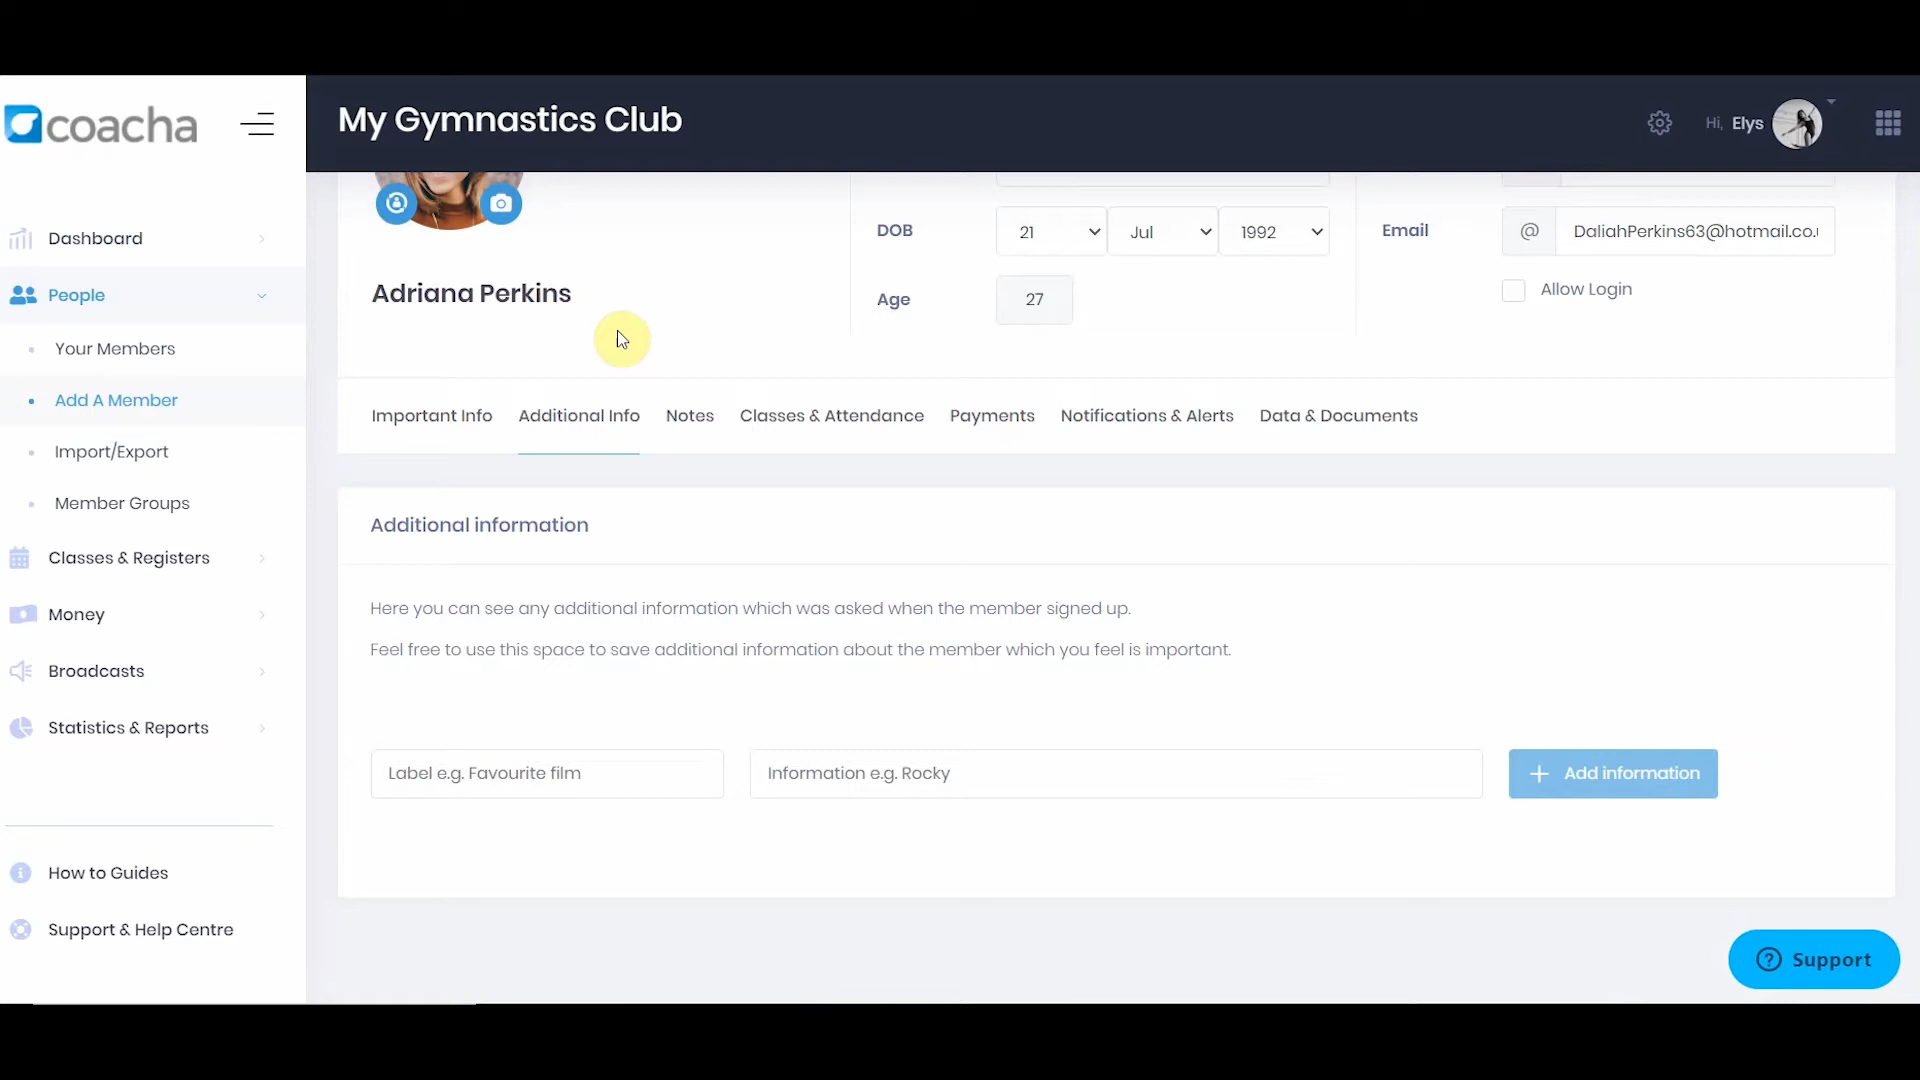 coacha
My Gymnastics Club
Hi, Elys
Dashboard
People
Your Members
Add A Member
Import/Export
Member Groups
Classes & Registers
Money
Broadcasts
Statistics & Reports
How to Guides
Support & Help Centre
Adriana Perkins
DOB
21
Jul
1992
Email
@
DaliahPerkins63@hotmail.co.
Age
27
Allow Login
Important Info
Additional Info
Notes
Classes & Attendance
Payments
Notifications & Alerts
Data & Documents
Additional information
Here you can see any additional information which was asked when the member signed up.
Feel free to use this space to save additional information about the member which you feel is important.
Label e.g. Favourite film
Information e.g. Rocky
+ Add information
? Support